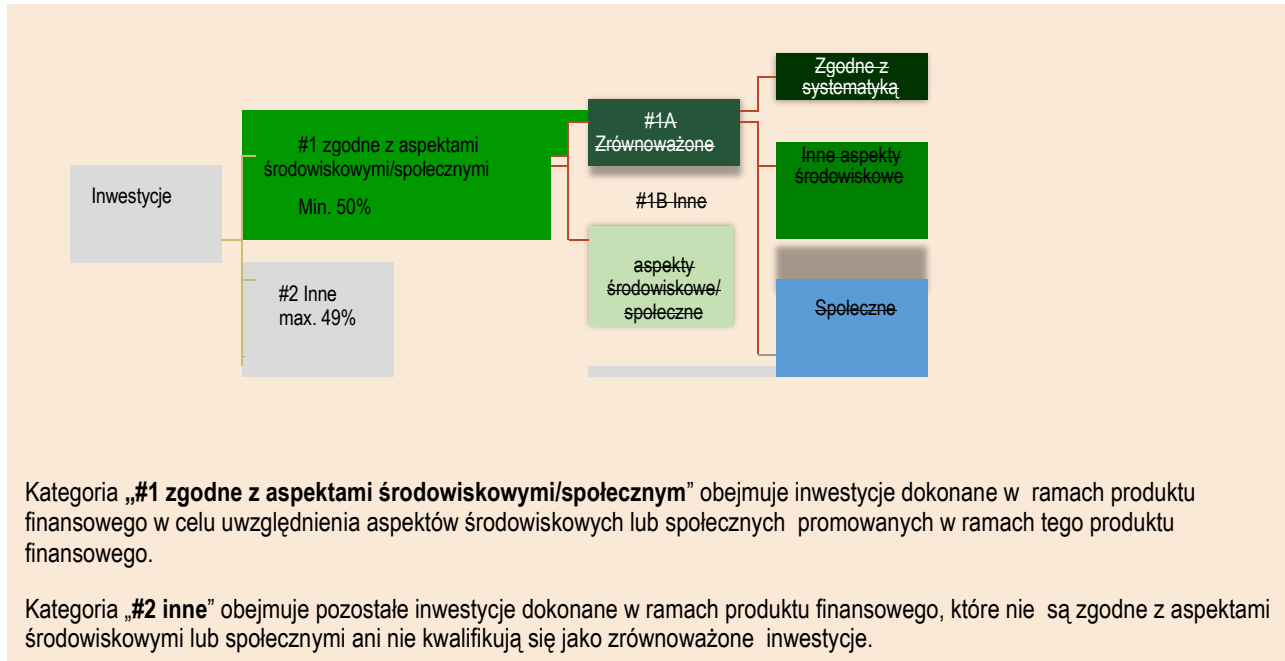 Inwestycje
#1 zgodne z aspektami
środowiskowymi/społecznymi
Min. 50%
#2 Inne
max. 49%
#1A
Zrównoważone
#1B Inne
aspekty
środowiskowe/
społeczne
Zgodne z
systematyką
Inne aspekty
środowiskowe
Społeczne
Kategoria „#1 zgodne z aspektami środowiskowymi/społecznym” obejmuje inwestycje dokonane w ramach produktu
finansowego w celu uwzględnienia aspektów środowiskowych lub społecznych promowanych w ramach tego produktu
finansowego.
Kategoria „#2 inne” obejmuje pozostałe inwestycje dokonane w ramach produktu finansowego, które nie są zgodne z aspektami
środowiskowymi lub społecznymi ani nie kwalifikują się jako zrównoważone inwestycje.